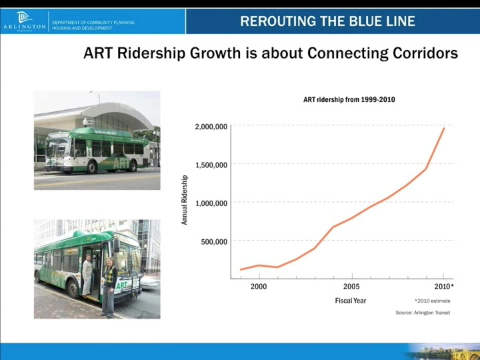 ARLINGTON
DEPARTMENT OF COMMUNITY PLANNING,
HOUSING AND DEVELOPMENT
REROUTING THE BLUE LINE
ART Ridership Growth is about Connecting Corridors
ART ridership from 1999-2010
2,000,000
1,500,000
1,000,000
500,000
Annual Ridership
2000
2005
2010*
Fiscal Year
*2010 estimate
Source: Arlington Transit
ART
ART